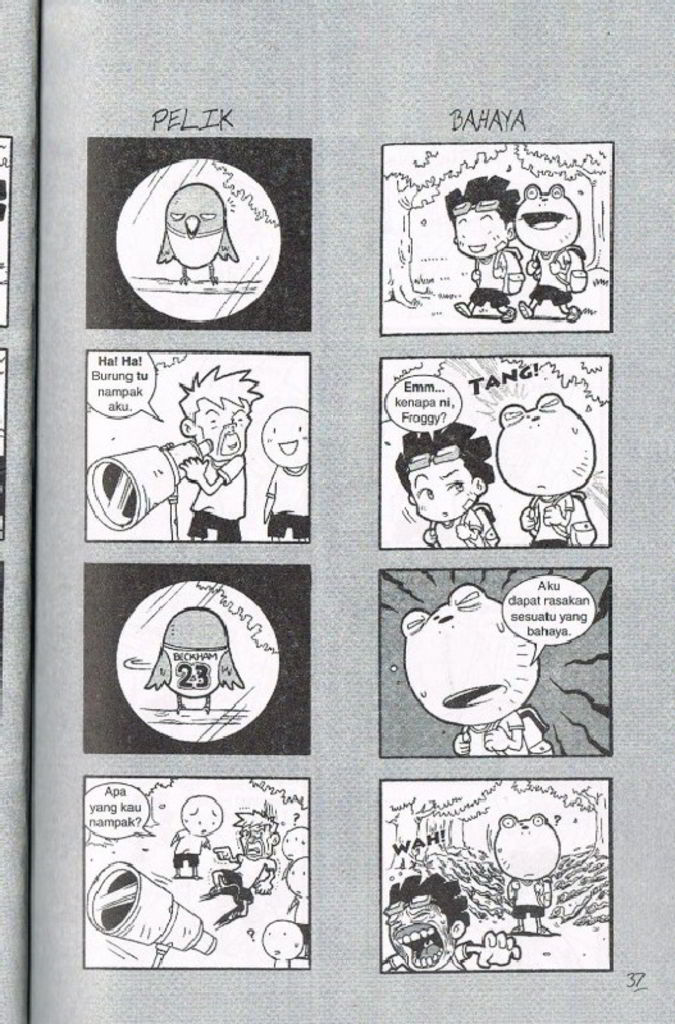 PELIK
Ha! Ha!
Burung tu
nampak
aku.
BECKHAM
23
Apa
yang kau
nampak?
?
?
BAHAYA
TANG!
Emm...
kenapa ni,
Froggy?
Aku
dapat rasakan
sesuatu yang
bahaya.
WAH!
?
37